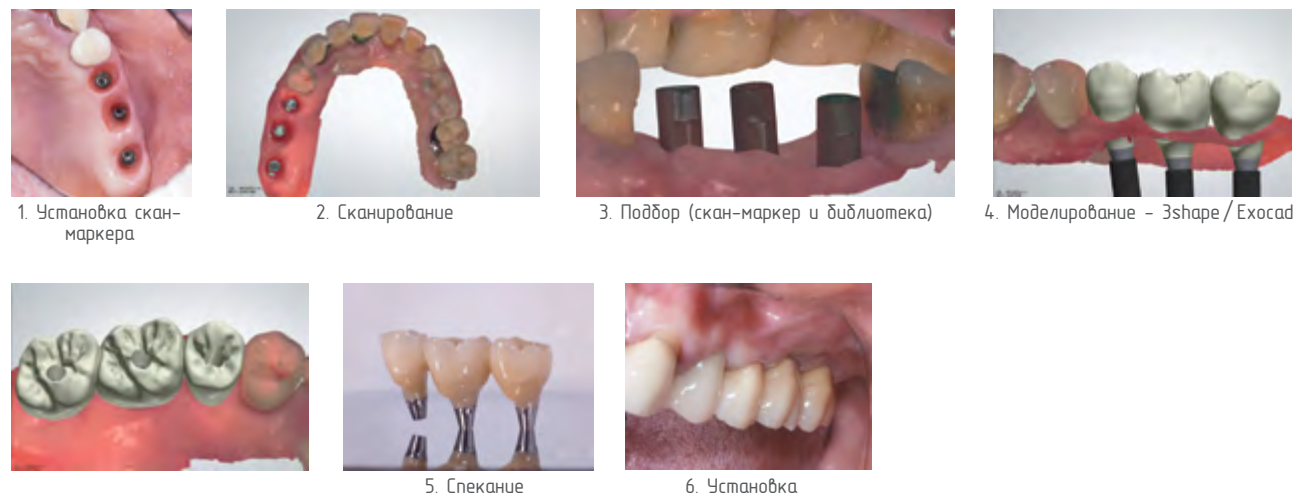 1. Установка скан-
маркера
2. Сканирование
3. Подбор (скан-маркер и библиотека)
4. Моделирование - 3shape / Exocad
5. Спекание
6. Установка